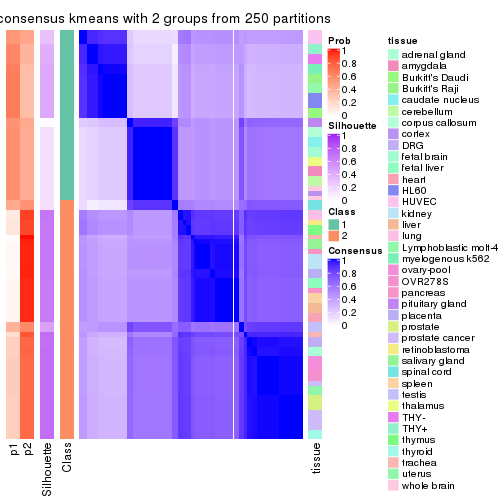 consensus kmeans with 2 groups from 250 partitions
Prob
1
0.8
0.6
0.4
0.2
0
Silhouette
1
0.8
0.6
0.4
0.2
0
Class
1
2
Consensus
1
0.8
0.6
0.4
0.2
0
tissue
adrenal gland
amygdala
Burkitt's Daudi
Burkitt's Raji
caudate nucleus
cerebellum
corpus callosum
cortex
DRG
fetal brain
fetal liver
heart
HL60
HUVEC
kidney
liver
lung
Lymphoblastic molt-4
myelogenous k562
ovary-pool
OVR278S
pancreas
pituitary gland
placenta
prostate
prostate cancer
retinoblastoma
salivary gland
spinal cord
spleen
testis
thalamus
THY-
THY+
thymus
thyroid
trachea
uterus
whole brain
p1
p2
Silhouette
Class
tissue